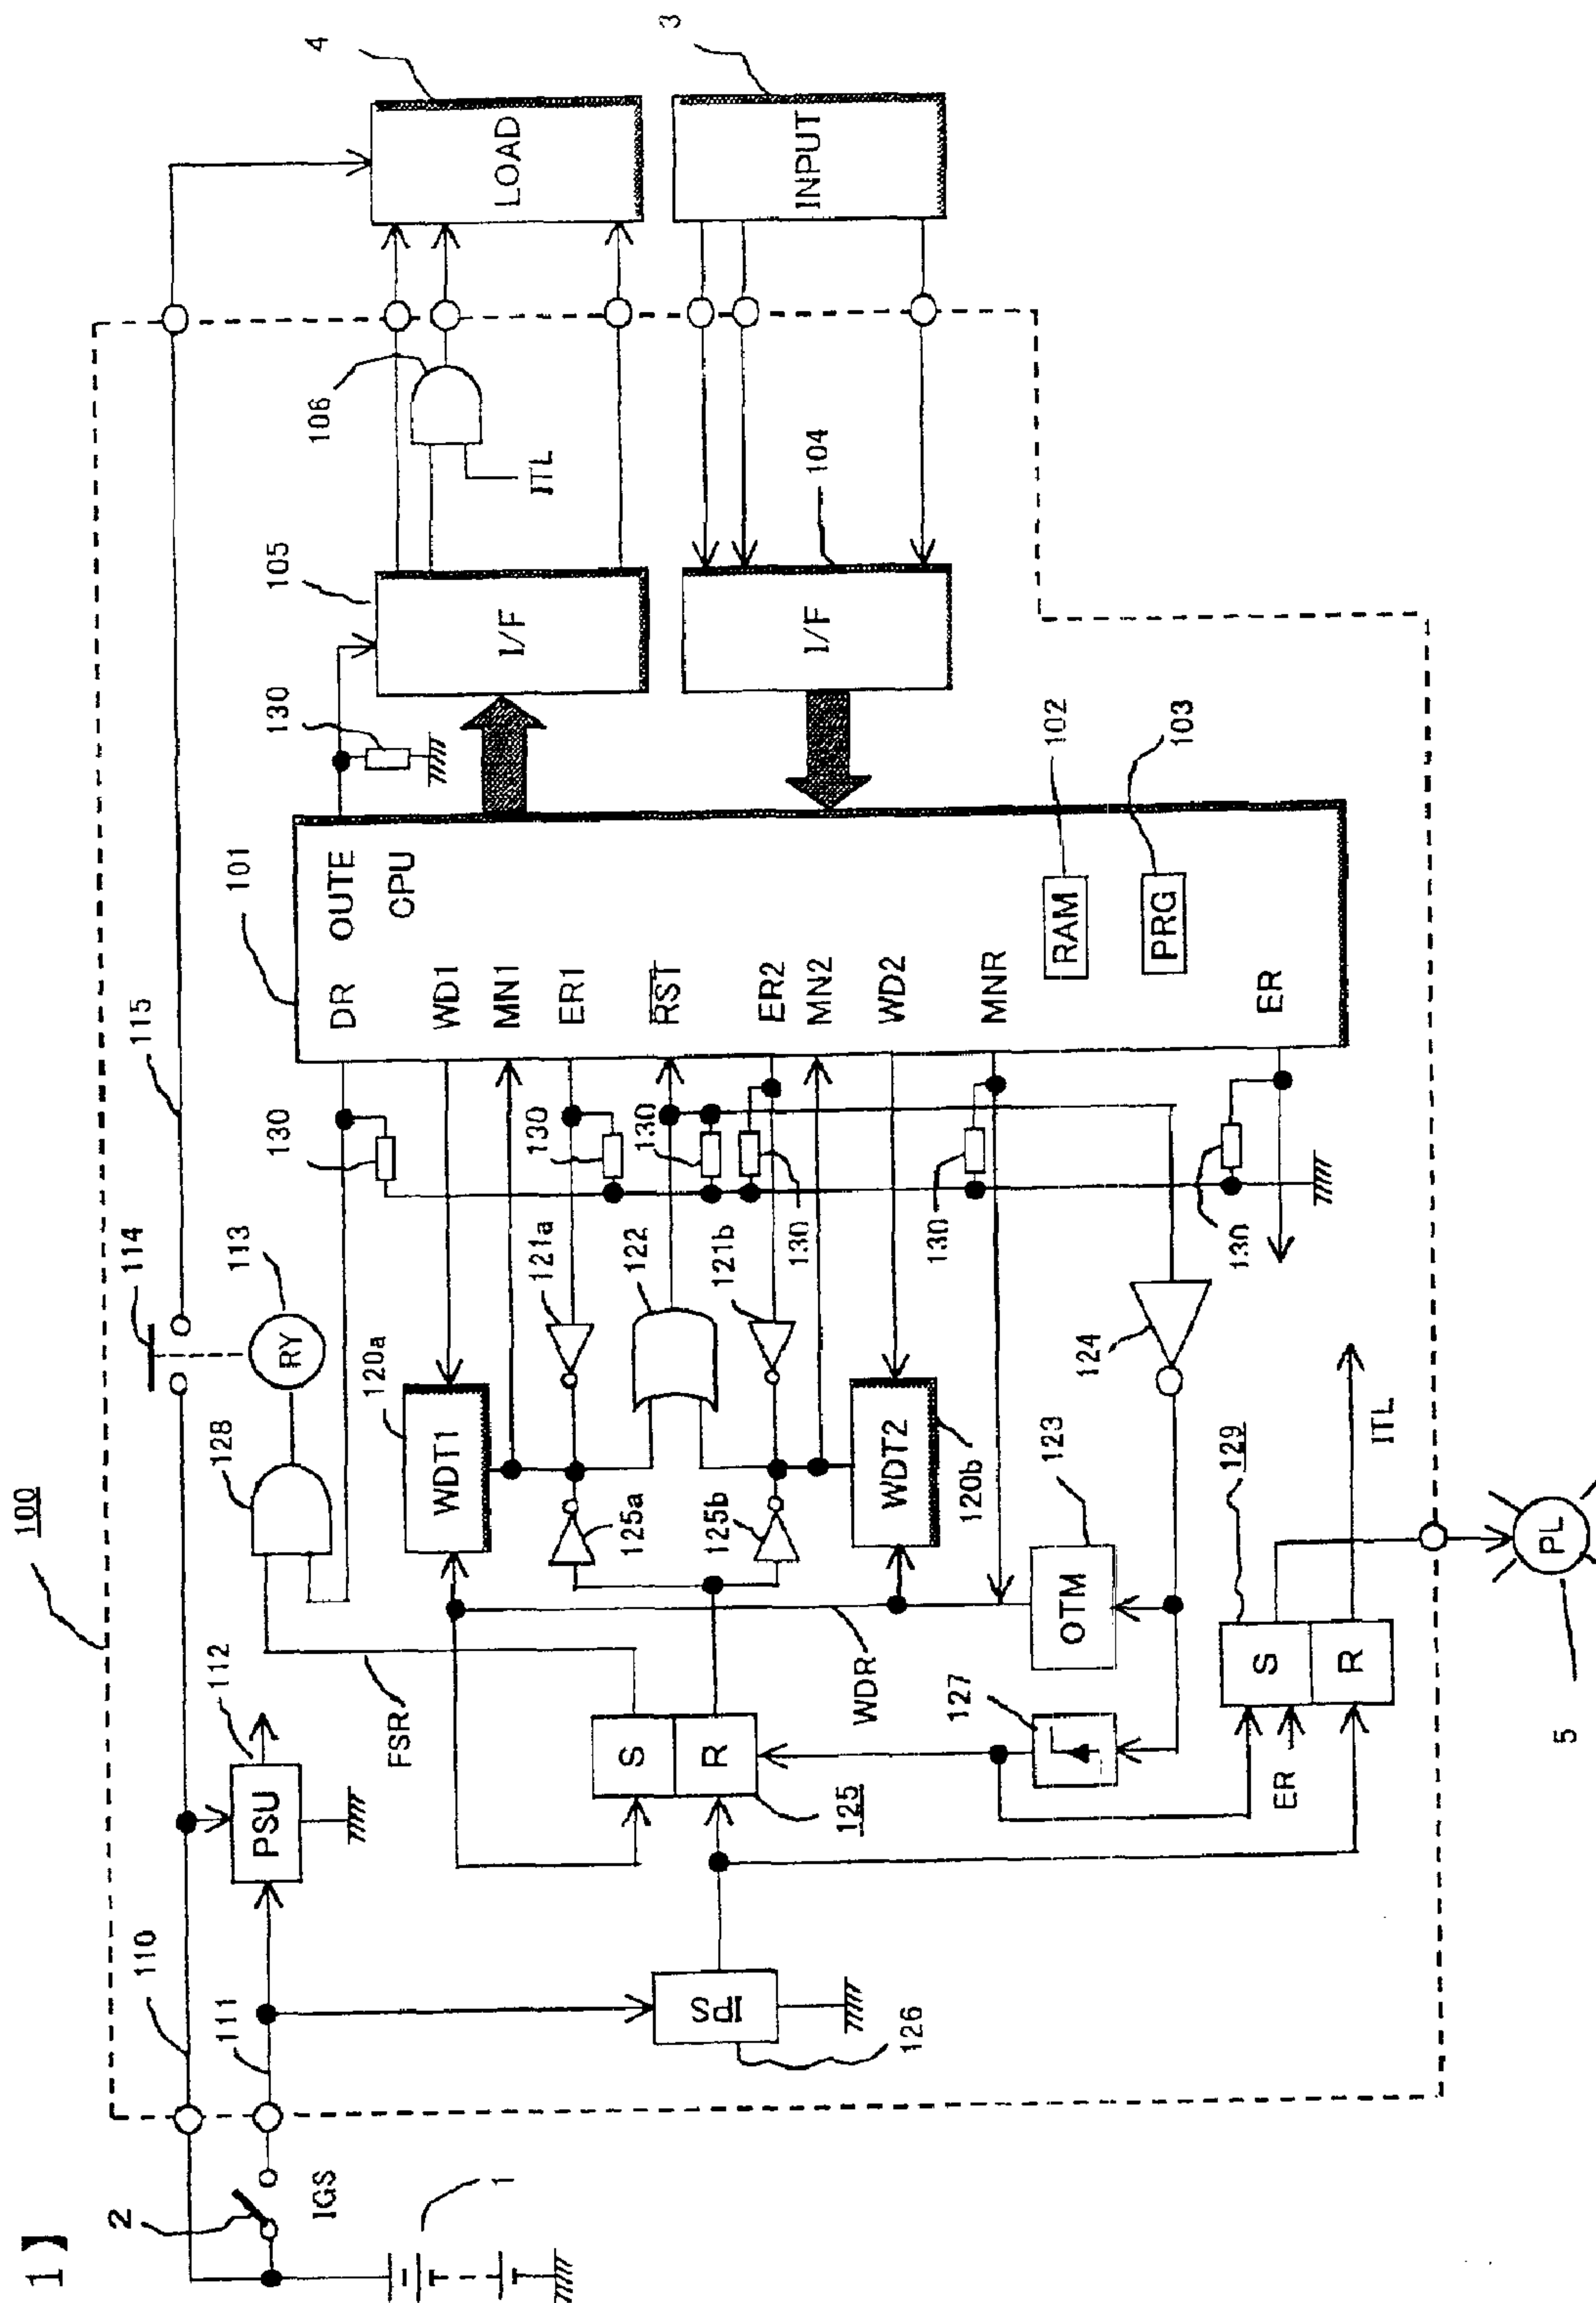 1】
100
110
111
2
IGS
1
PSU
112
FSR
128
RY
113
114
115
WDT1
120a
121a
122
121b
125a
125b
WDT2
120b
S
R
125
IPS
126
WDR
127
OTM
123
124
129
S
R
ER
ITL
PL
5
130
130
130
130
130
130
130
101
DR
OUTE
CPU
WD1
MN1
ER1
RST
ER2
MN2
WD2
MNR
ER
RAM
102
PRG
103
I/F
105
I/F
104
106
ITL
LOAD
4
INPUT
3